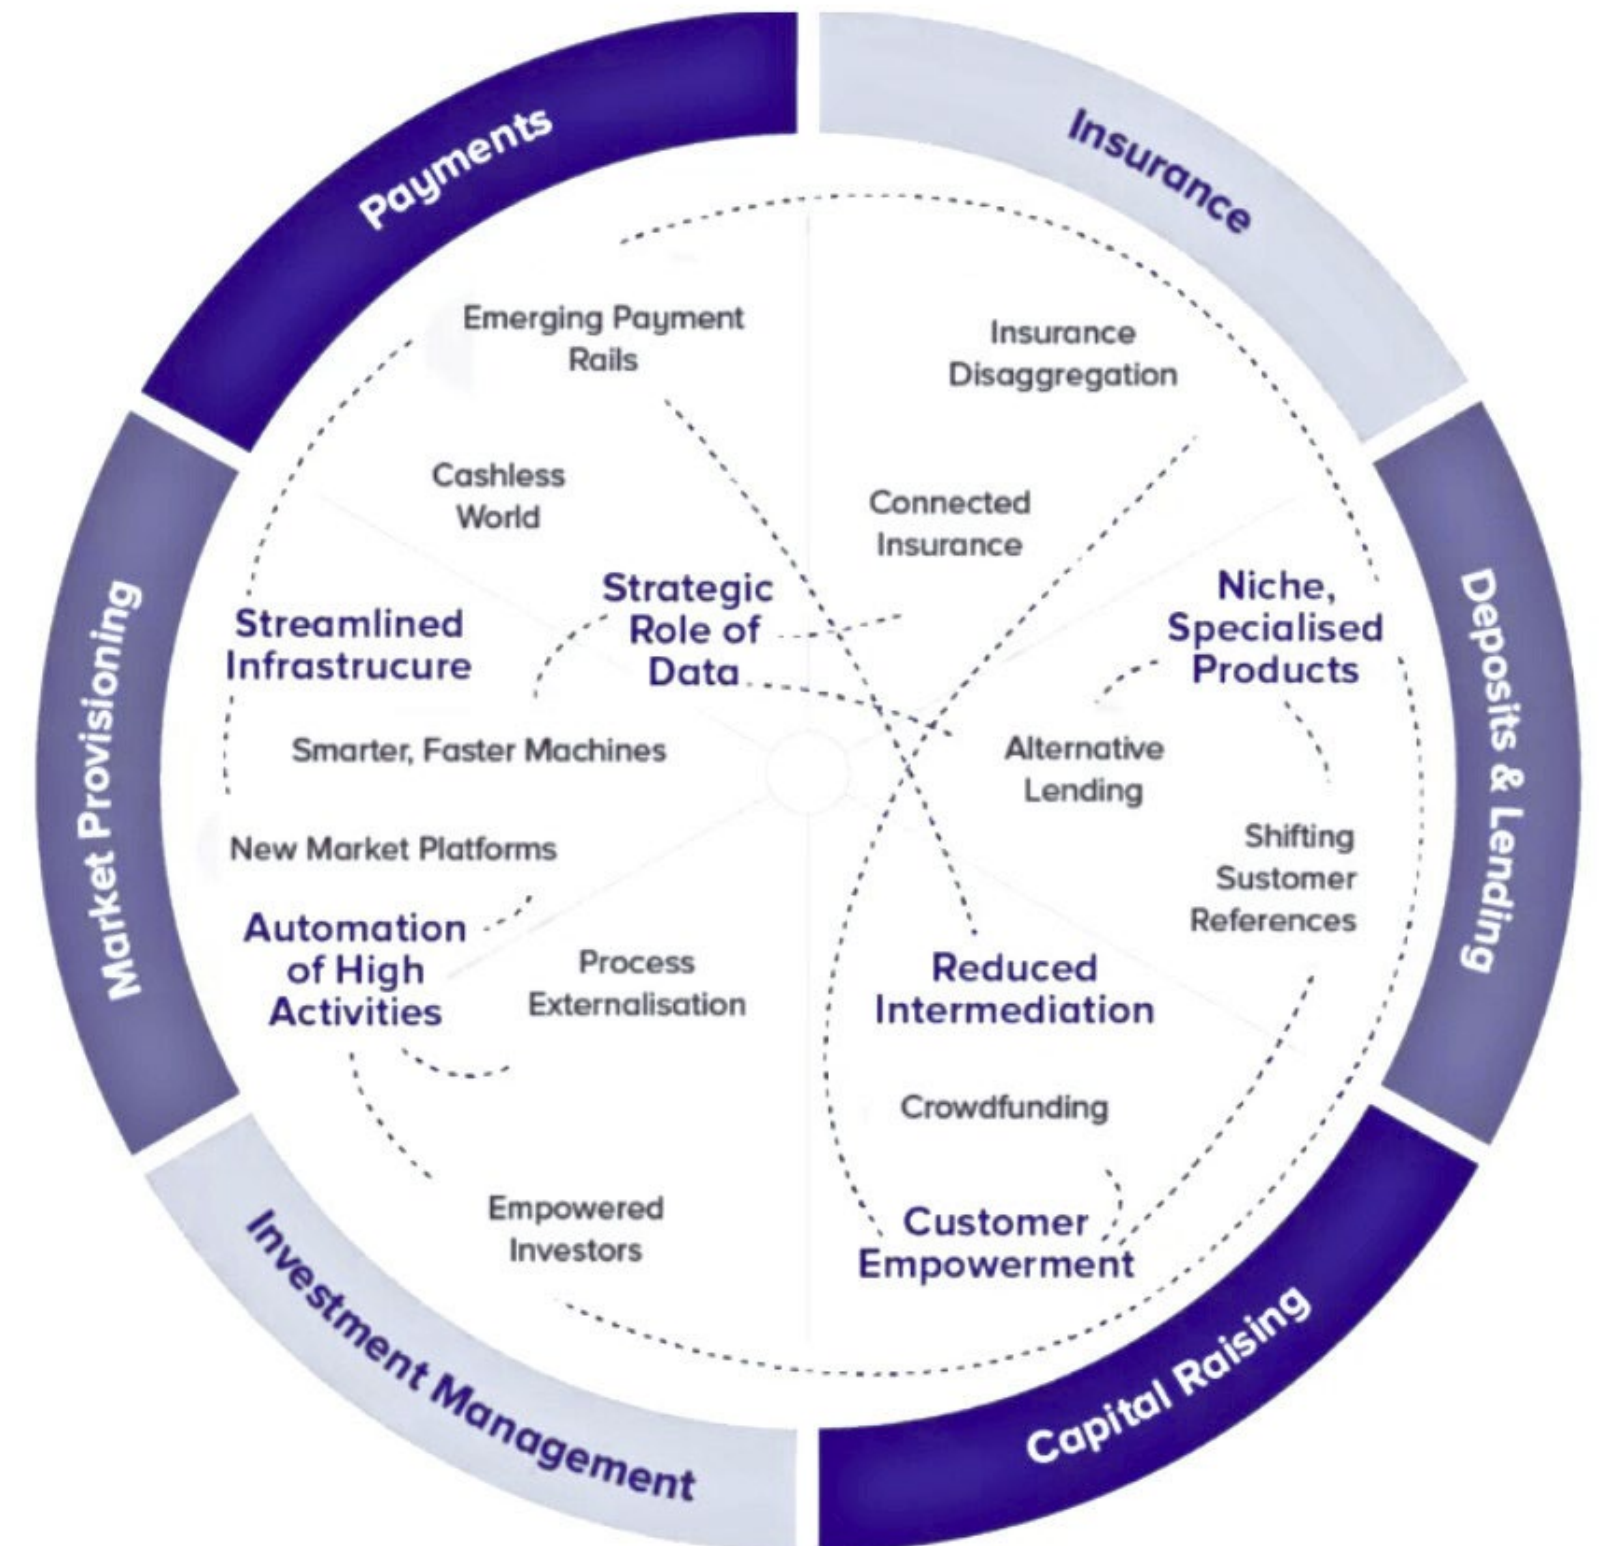 Payments
Insurance
Emerging Payment
Rails
Insurance
Disaggregation
Cashless
World
Connected
Insurance
Strategic
Role of
Data
Niche,
Specialised
Products
Streamlined
Infrastrucure
Market Provisioning
Deposits & Lending
Smarter, Faster Machines
Alternative
Lending
New Market Platforms
Shifting
Sustomer
References
Automation
of High
Activities
Process
Externalisation
Reduced
Intermediation
Crowdfunding
Empowered
Investors
Customer
Empowerment
Investment Management
Capital Raising